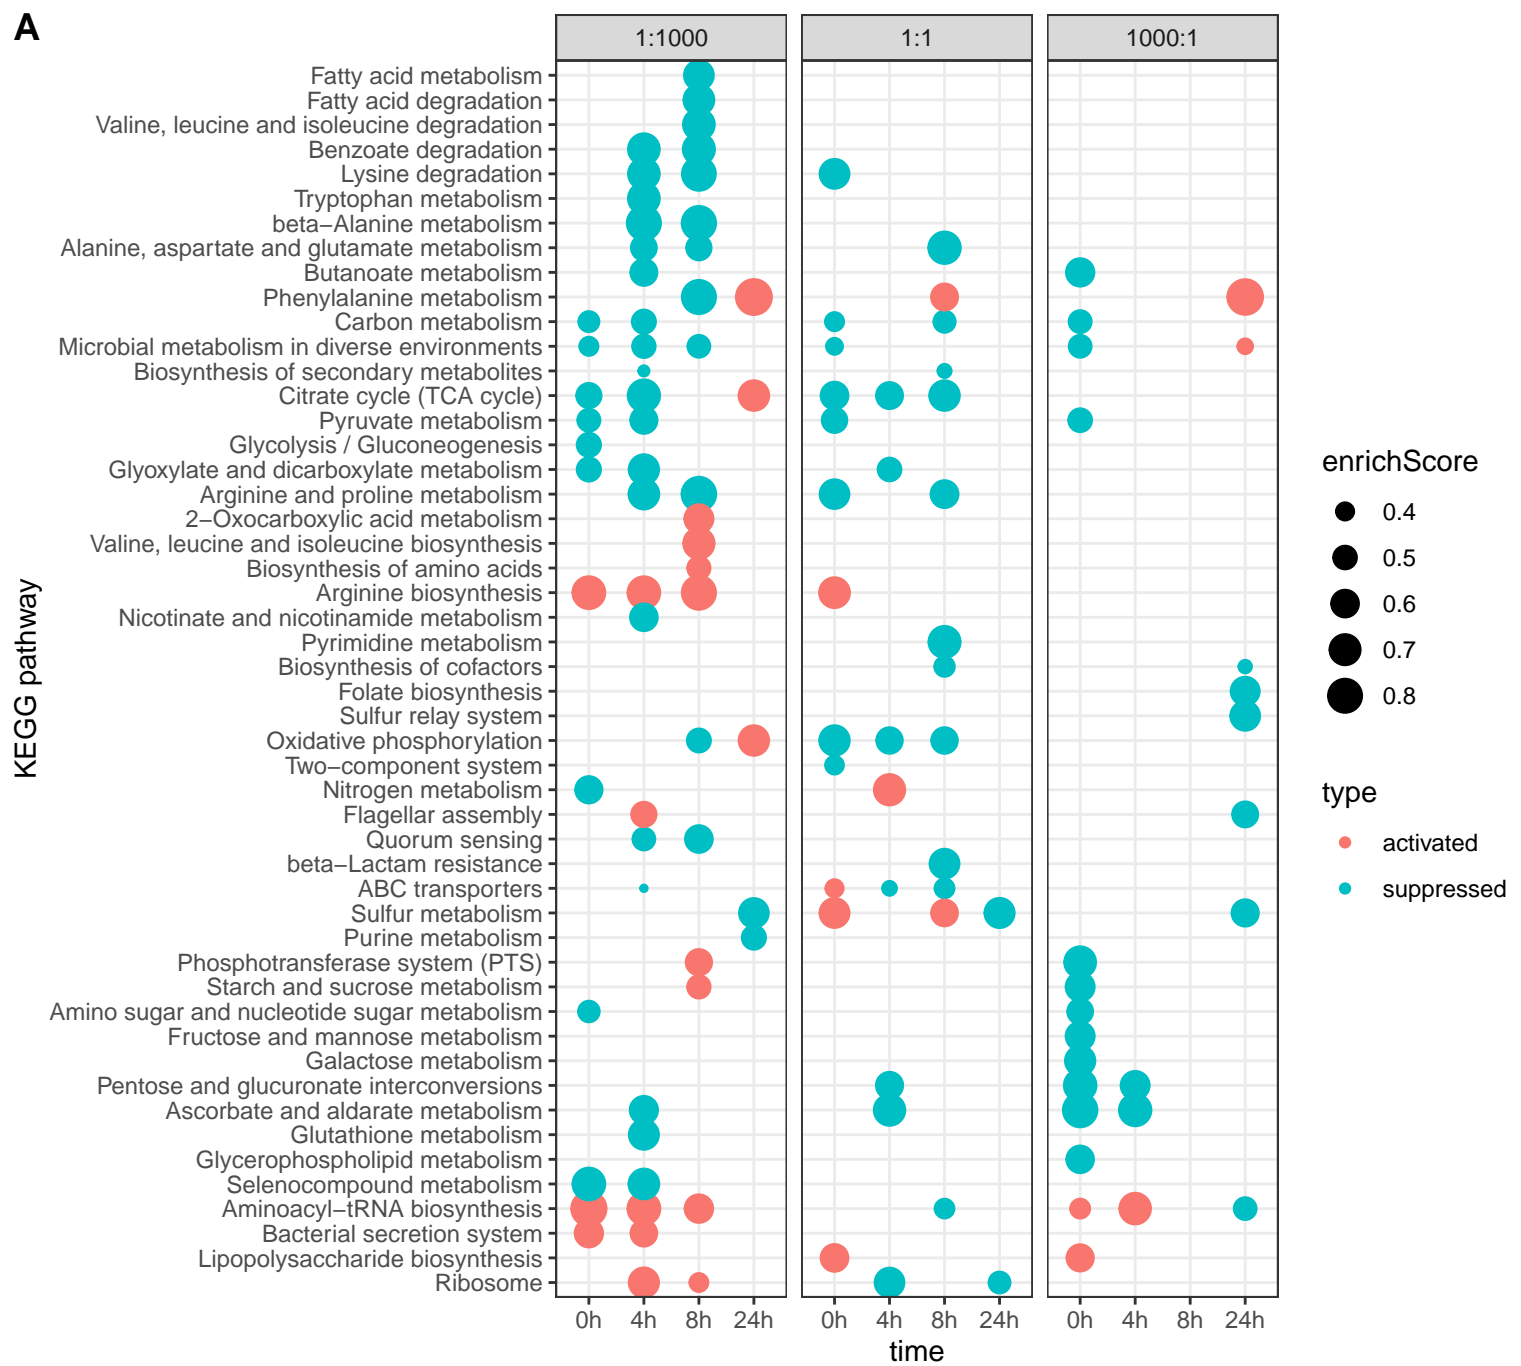 A
1:1000
1:1
1000:1
Fatty acid metabolism
Fatty acid degradation
Valine, leucine and isoleucine degradation
Benzoate degradation
Lysine degradation
Tryptophan metabolism
beta−Alanine metabolism
Alanine, aspartate and glutamate metabolism
Butanoate metabolism
Phenylalanine metabolism
Carbon metabolism
Microbial metabolism in diverse environments
Biosynthesis of secondary metabolites
Citrate cycle (TCA cycle)
Pyruvate metabolism
Glycolysis / Gluconeogenesis
Glyoxylate and dicarboxylate metabolism
Arginine and proline metabolism
2−Oxocarboxylic acid metabolism
Valine, leucine and isoleucine biosynthesis
Biosynthesis of amino acids
Arginine biosynthesis
Nicotinate and nicotinamide metabolism
Pyrimidine metabolism
Biosynthesis of cofactors
Folate biosynthesis
Sulfur relay system
Oxidative phosphorylation
Two−component system
Nitrogen metabolism
Flagellar assembly
Quorum sensing
beta−Lactam resistance
ABC transporters
Sulfur metabolism
Purine metabolism
Phosphotransferase system (PTS)
Starch and sucrose metabolism
Amino sugar and nucleotide sugar metabolism
Fructose and mannose metabolism
Galactose metabolism
Pentose and glucuronate interconversions
Ascorbate and aldarate metabolism
Glutathione metabolism
Glycerophospholipid metabolism
Selenocompound metabolism
Aminoacyl−tRNA biosynthesis
Bacterial secretion system
Lipopolysaccharide biosynthesis
Ribosome
KEGG pathway
0h 4h 8h 24h
0h 4h 8h 24h
0h 4h 8h 24h
time
enrichScore
0.4
0.5
0.6
0.7
0.8
type
activated
suppressed